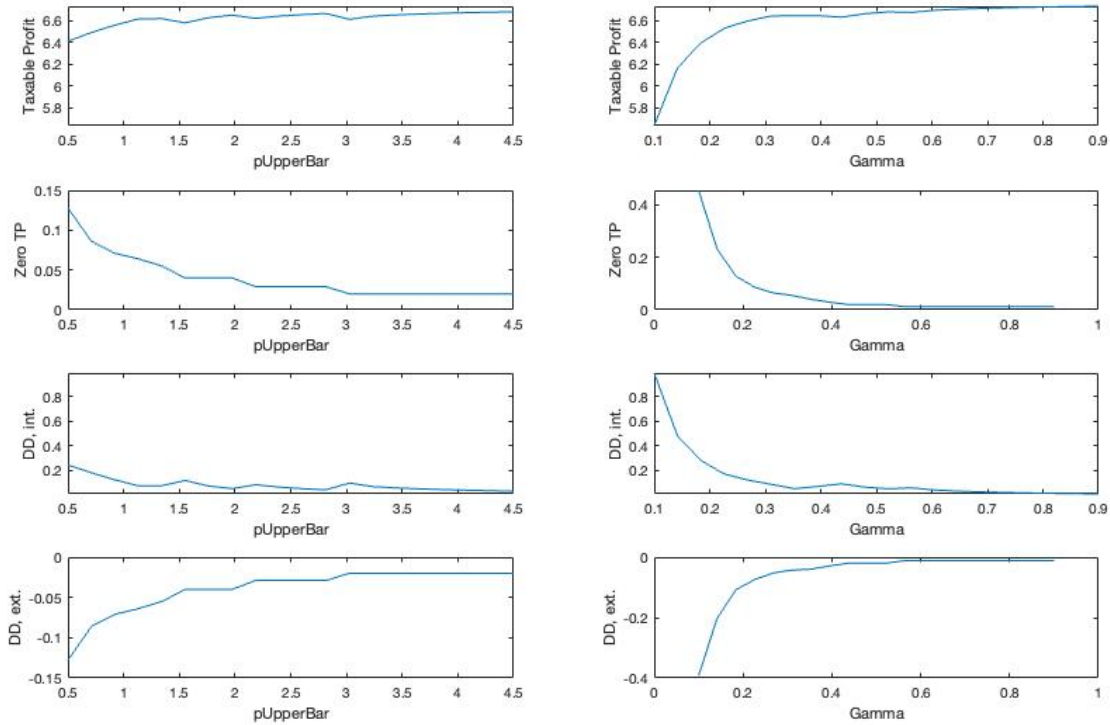 Taxable Profit
6.6
6.4
6.2
6
5.8
0.5 1 1.5 2 2.5 3 3.5 4 4.5
pUpperBar
Taxable Profit
6.6
6.4
6.2
6
5.8
0.1 0.2 0.3 0.4 0.5 0.6 0.7 0.8 0.9
Gamma
Zero TP
0.15
0.1
0.05
0
0.5 1 1.5 2 2.5 3 3.5 4 4.5
pUpperBar
Zero TP
0.4
0.2
0
0 0.2 0.4 0.6 0.8 1
Gamma
DD, int.
0.8
0.6
0.4
0.2
0.5 1 1.5 2 2.5 3 3.5 4 4.5
pUpperBar
DD, int.
0.8
0.6
0.4
0.2
0.1 0.2 0.3 0.4 0.5 0.6 0.7 0.8 0.9
Gamma
DD, ext.
0
-0.05
-0.1
-0.15
0.5 1 1.5 2 2.5 3 3.5 4 4.5
pUpperBar
DD, ext.
0
-0.2
-0.4
0 0.2 0.4 0.6 0.8 1
Gamma